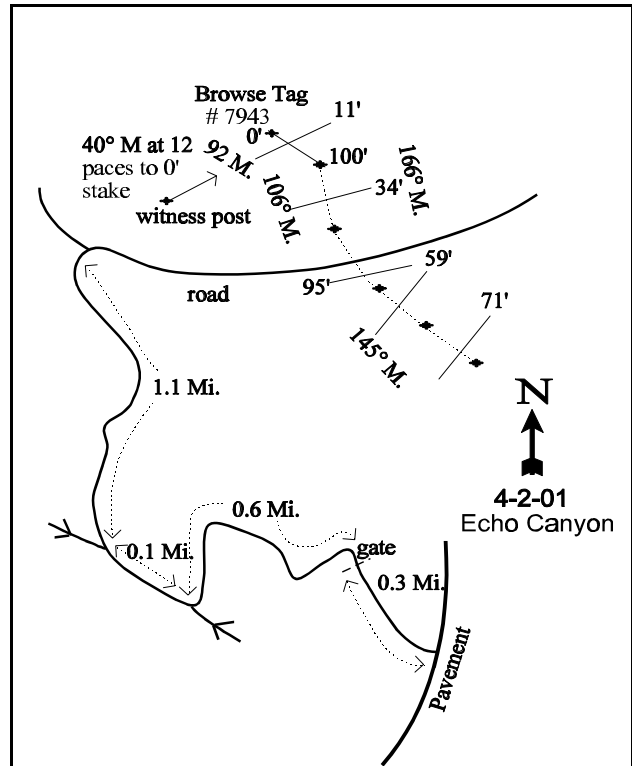 Browse Tag
# 7943
0'
11'
40° M at 12
paces to 0'
stake
92 M.
100'
166° M.
106° M.
34'
witness post
road
95'
59'
71'
145° M.
1.1 Mi.
N
4-2-01
Echo Canyon
0.6 Mi.
0.1 Mi.
gate
0.3 Mi.
Pavement